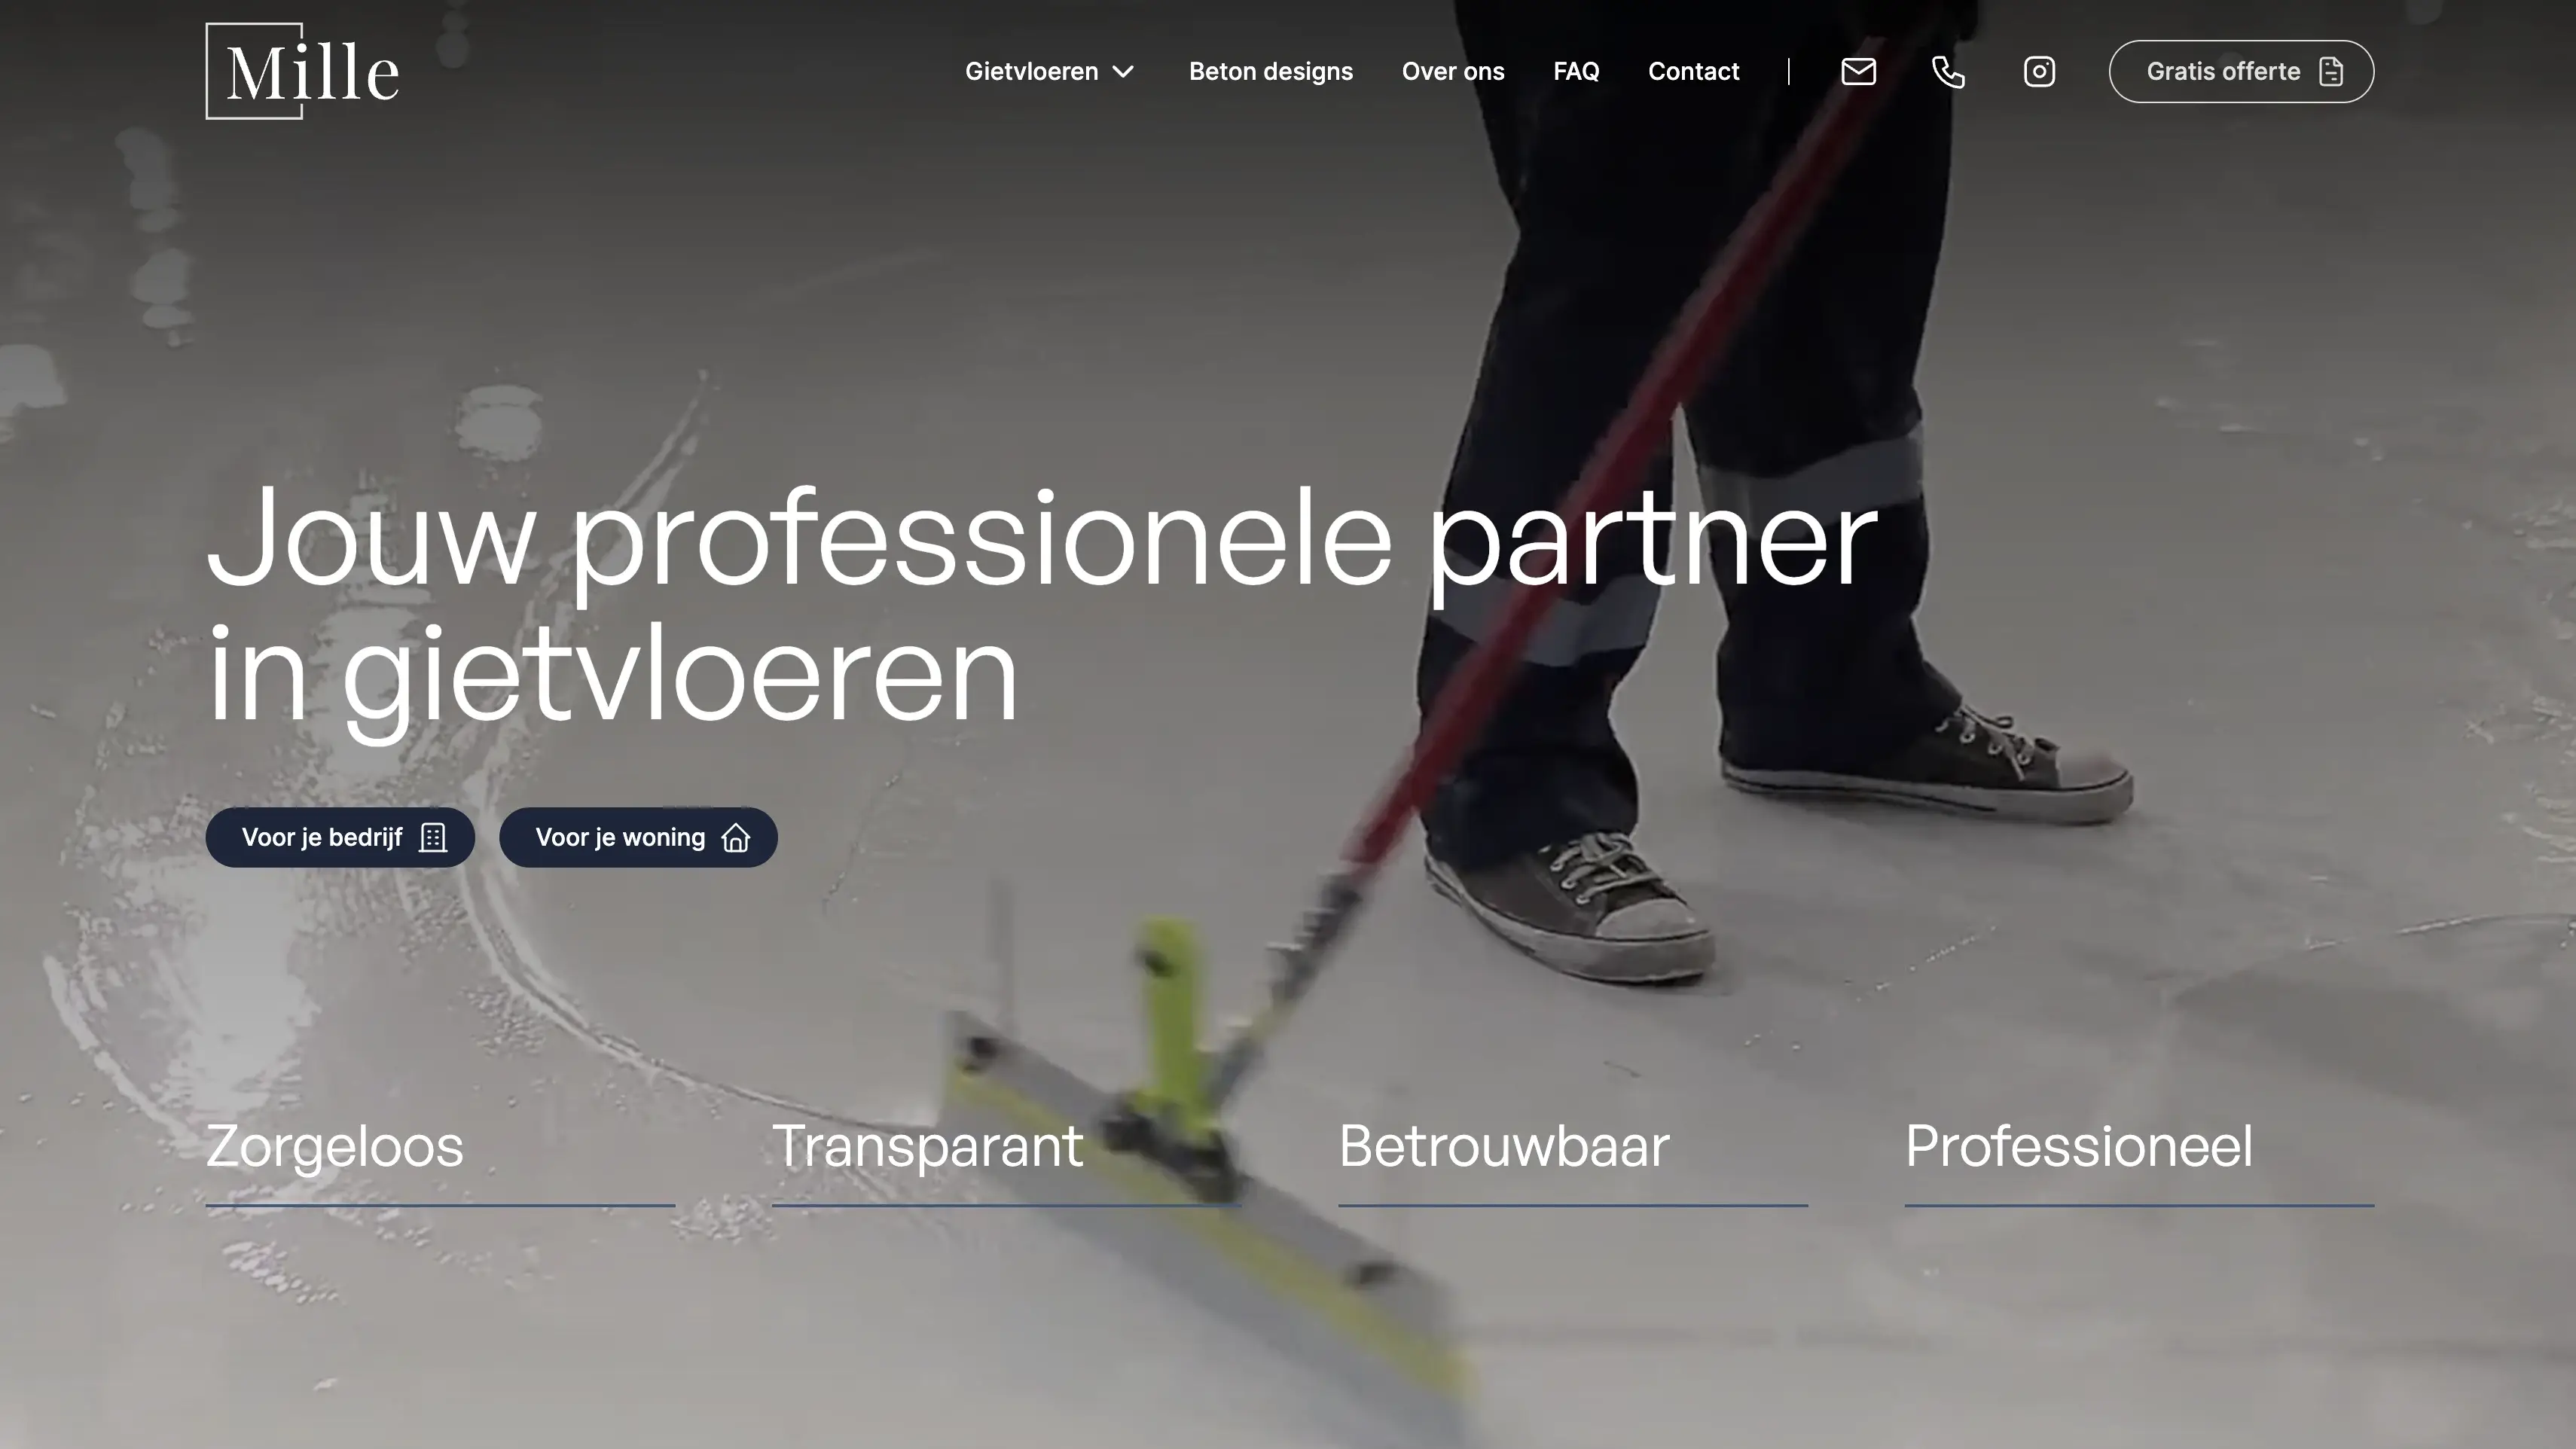 Mille
Gietvloeren
Beton designs
Over ons
FAQ
Contact
Gratis offerte
Jouw professionele partner
in gietvloeren
Voor je bedrijf
Voor je woning
Zorgeloos
Transparant
Betrouwbaar
Professioneel